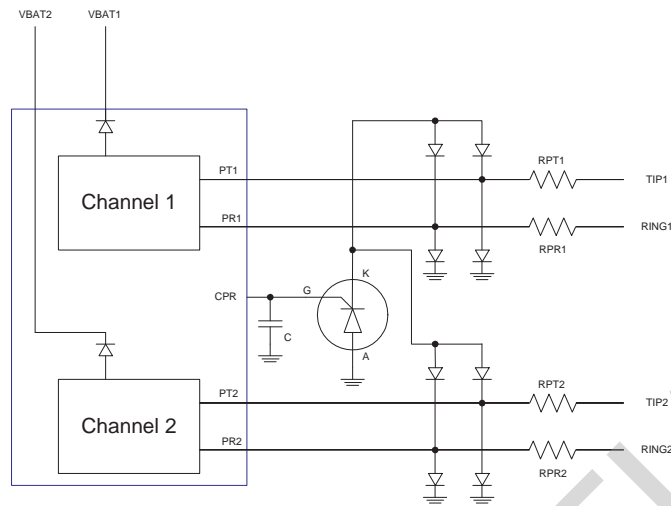 VBAT2 VBAT1
PT1 RPT1 TIP1
Channel 1
PR1 RING1
RPR1
K
CPR G
C
A
PT2 RPT2 TIP2
Channel 2
PR2 RING2
RPR2